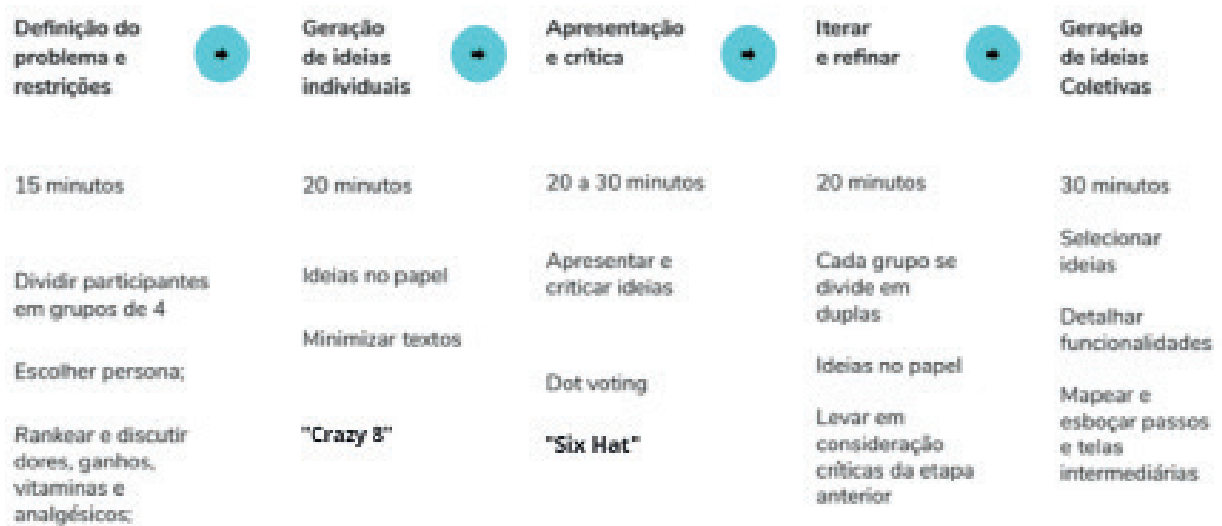 Definição do
problema e
restrições
Geração
de ideias
individuais
Apresentação
e crítica
Iterar
e refinar
Geração
de ideias
Coletivas
15 minutos
20 minutos
20 a 30 minutos
20 minutos
30 minutos
Dividir participantes
em grupos de 4
Escolher persona;
Rankear e discutir
dores, ganhos,
vitaminas e
analgésicos;
Ideias no papel
Minimizar textos
"Crazy 8"
Apresentar e
criticar ideias
Dot voting
"Six Hat"
Cada grupo se
divide em
duplas
Ideias no papel
Levar em
consideração
críticas da etapa
anterior
Selecionar
ideias
Detalhar
funcionalidades
Mapear e
esboçar passos
e telas
intermediárias